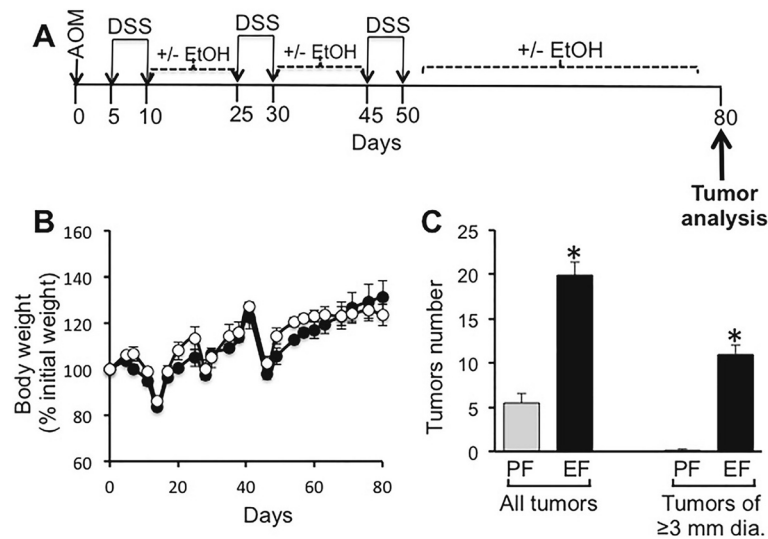 A
AOM
DSS
DSS
DSS
+/- EtOH
+/- EtOH
+/- EtOH
0 5 10 25 30 45 50 80
Days
Tumor
analysis
B
Body weight
(% initial weight)
160
140
120
100
80
60
0 20 40 60 80
Days
C
Tumors number
25
20
15
10
5
0
*
*
PF EF PF EF
All tumors
Tumors of
≥3 mm dia.